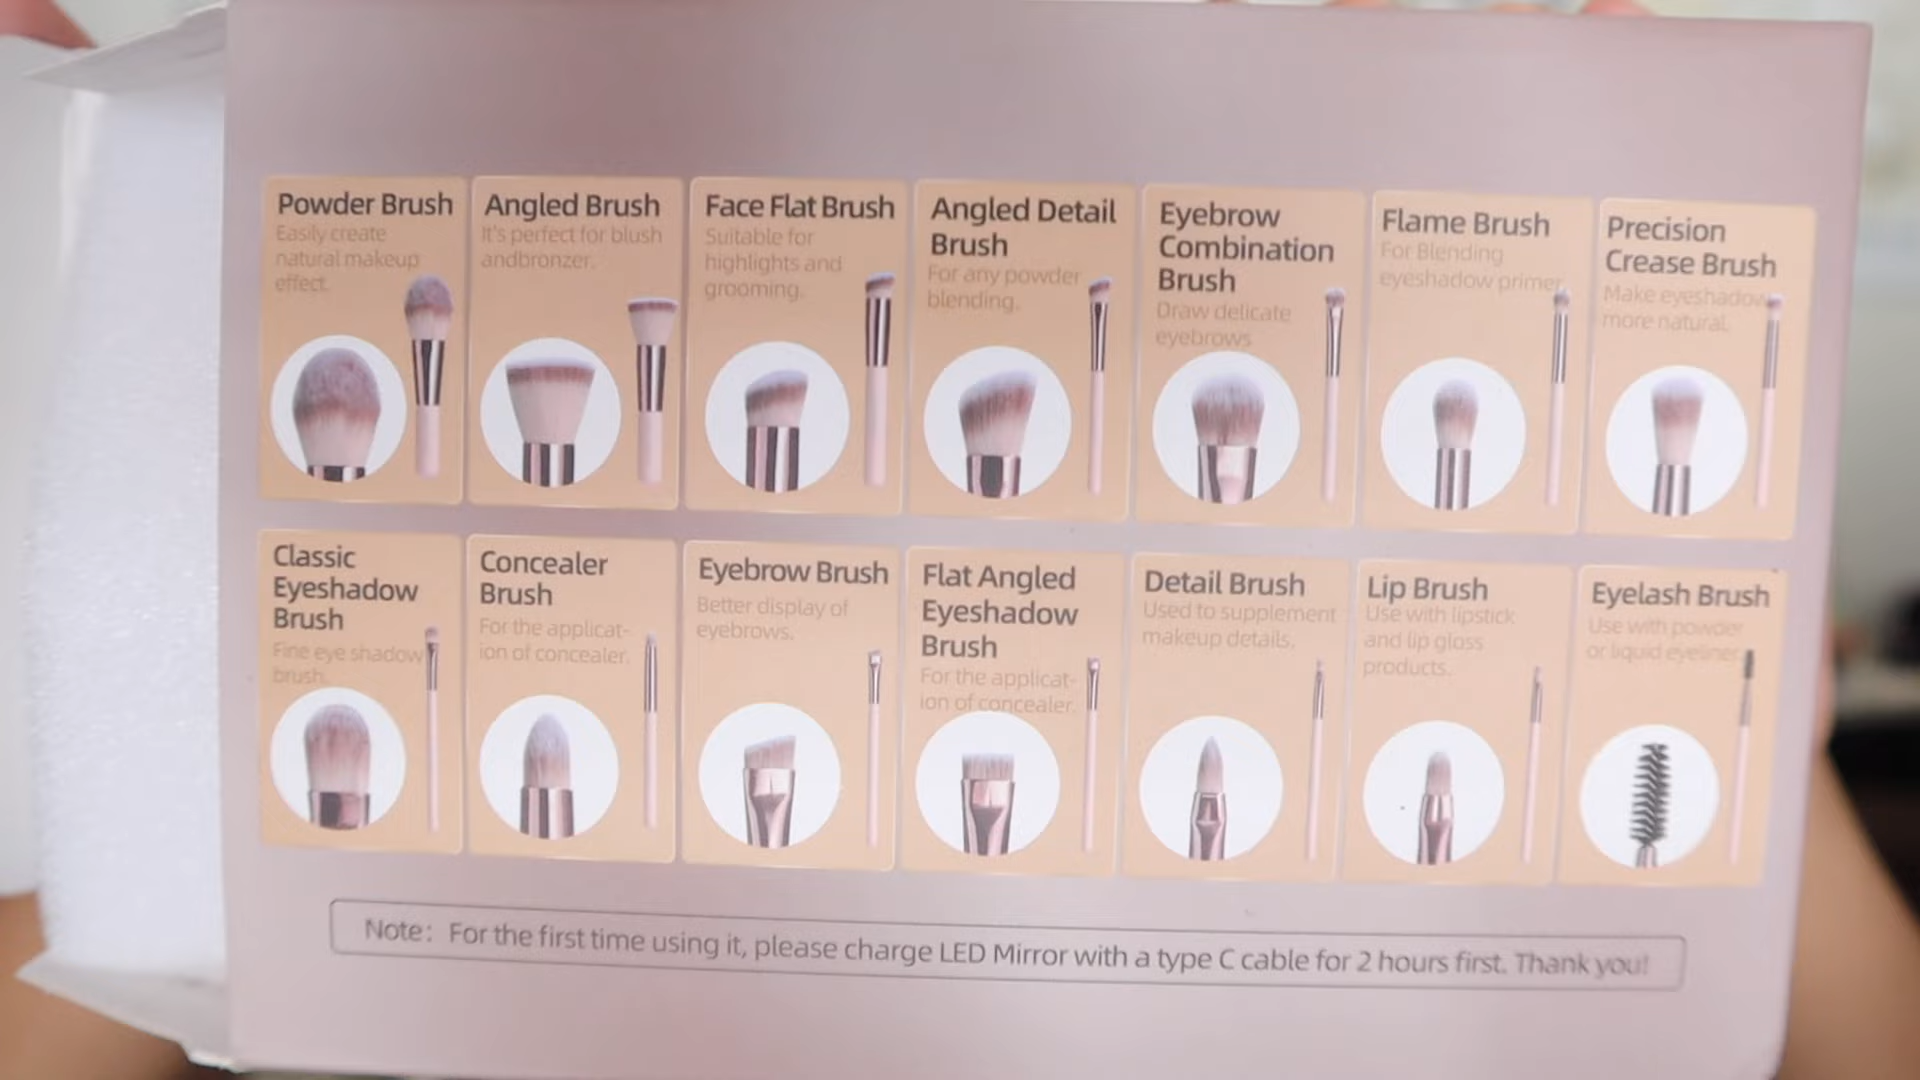 Powder Brush
Easily create
natural makeup
effect.
Angled Brush
It's perfect for blush
andbronzer.
Face Flat Brush
Suitable for
highlights and
grooming.
Angled Detail
Brush
For any powder
blending.
Eyebrow
Combination
Brush
Draw delicate
eyebrows
Flame Brush
For Blending
eyeshadow primer
Precision
Crease Brush
Make eyeshadow
more natural.
Classic
Eyeshadow
Brush
Fine eye shadow
brush.
Concealer
Brush
For the applicat-
ion of concealer.
Eyebrow Brush
Better display of
eyebrows.
Flat Angled
Eyeshadow
Brush
For the applicat-
ion of concealer.
Detail Brush
Used to supplement
makeup details.
Lip Brush
Use with lipstick
and lip gloss
products.
Eyelash Brush
Use with powder
or liquid eyeliner.
Note: For the first time using it, please charge LED Mirror with a type C cable for 2 hours first. Thank you!